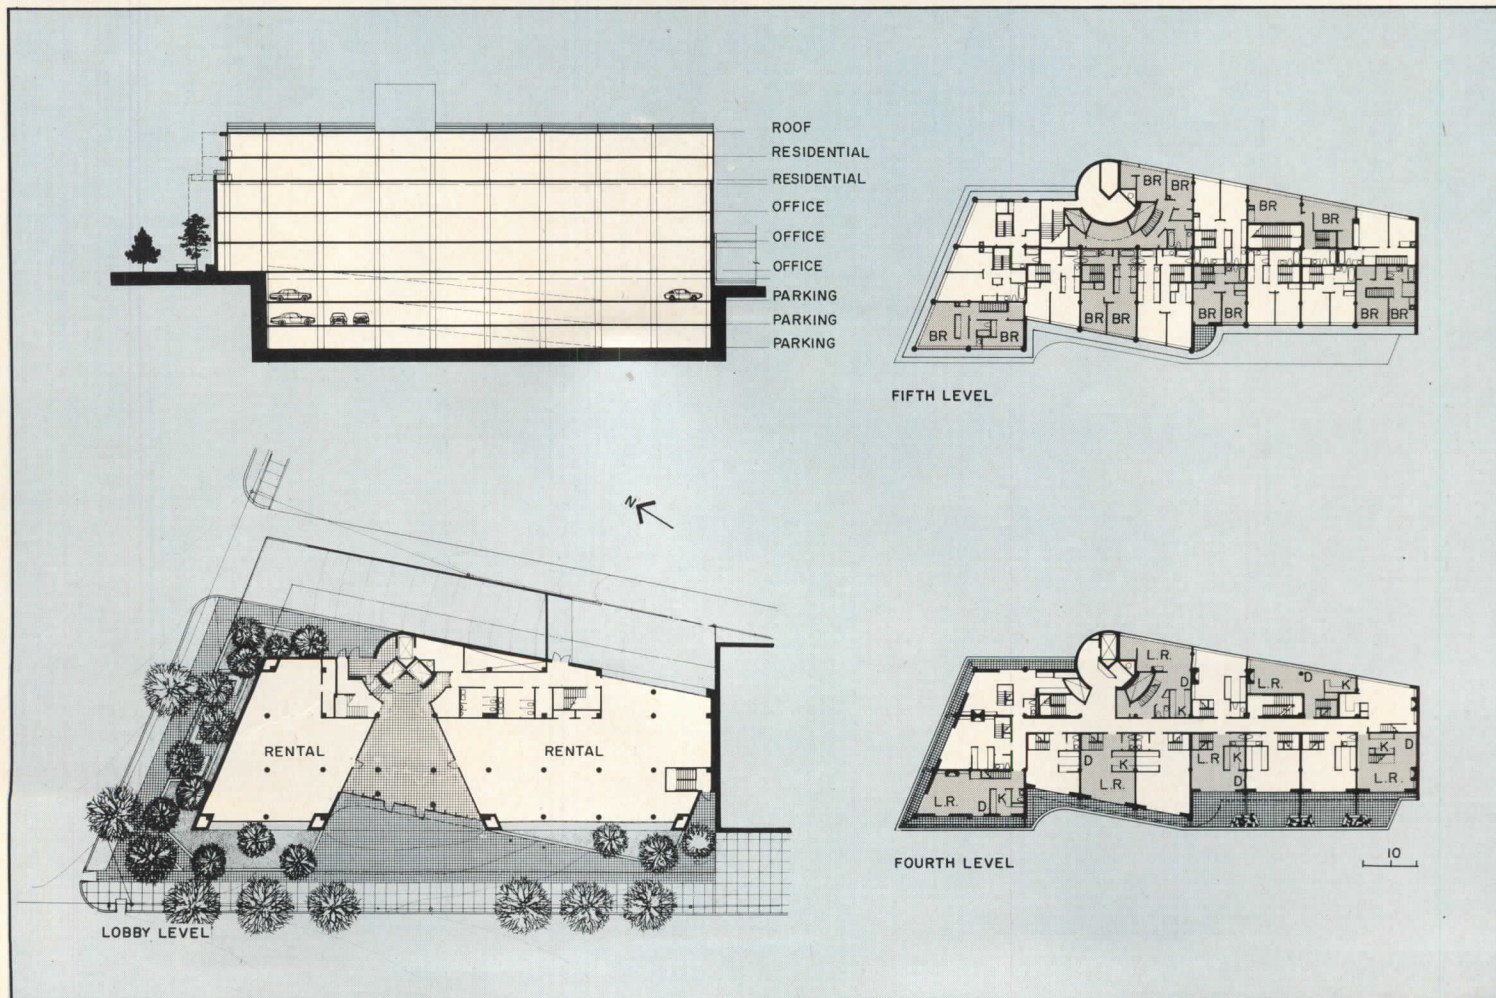 ROOF
RESIDENTIAL
RESIDENTIAL
OFFICE
OFFICE
OFFICE
PARKING
PARKING
PARKING
BR
BR
BR
BR
BR
BR
BR
BR
BR
BR
BR
BR
FIFTH LEVEL
N
RENTAL
RENTAL
LOBBY LEVEL
L.R.
D
K
L.R.
D
K
L.R.
D
K
D
K
L.R.
L.R
K
D
D
K
L.R.
FOURTH LEVEL
10